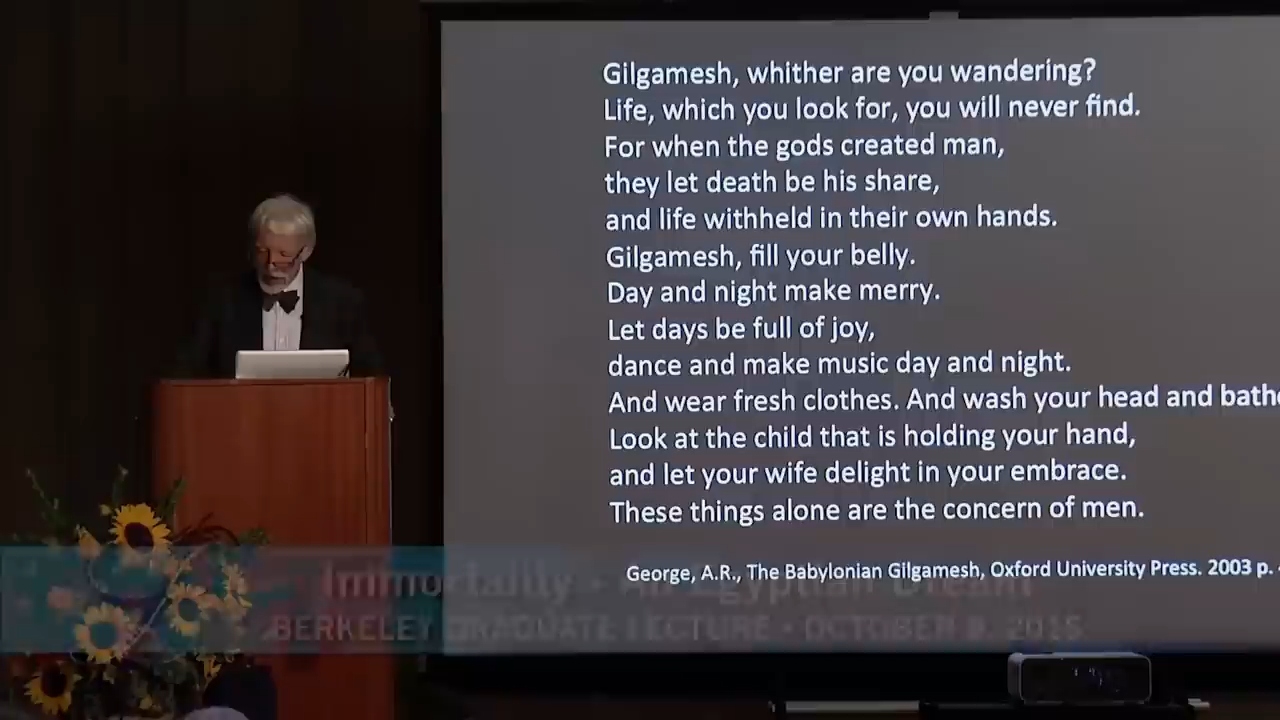 Gilgamesh, whither are you wandering?
Life, which you look for, you will never find.
For when the gods created man,
they let death be his share,
and life withheld in their own hands.
Gilgamesh, fill your belly.
Day and night make merry.
Let days be full of joy,
dance and make music day and night.
And wear fresh clothes. And wash your head and bathe
Look at the child that is holding your hand,
and let your wife delight in your embrace.
These things alone are the concern of men.
George, A.R., The Babylonian Gilgamesh, Oxford University Press. 2003 p.
Immortality - An Egyptian Dream
BERKELEY GRADUATE LECTURE • OCTOBER 2015